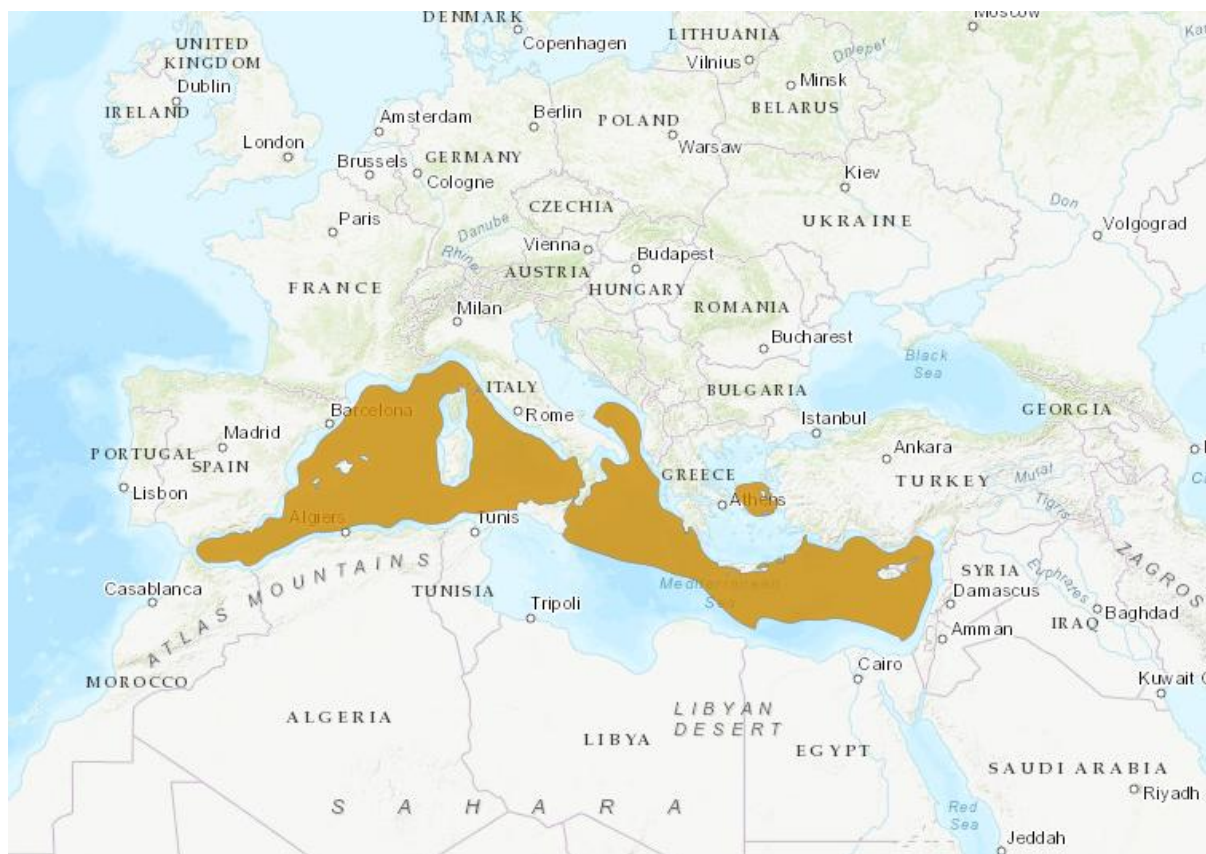 DENMARK
Copenhagen
Moscow
LITHUANIA
Vilnius
Dnieper
UNITED
KINGDOM
Dublin
IRELAND
Minsk
BELARUS
Amsterdam
Berlin
POLAND
Warsaw
London
Brussels
GERMANY
Cologne
Kiev
CZECHIA
UKRAINE
Don
Volgograd
Paris
Danube
Rhine
Vienna
Budapest
AUSTRIA
HUNGARY
FRANCE
ROMANIA
Milan
Bucharest
Black
Sea
ITALY
Rome
BULGARIA
GEORGIA
Barcelona
Istanbul
Madrid
Ankara
PORTUGAL
SPAIN
GREECE
TURKEY
Murat
Lisbon
Athens
Tigris
Algiers
Tunis
ZAGROS
ATLAS MOUNTAINS
SYRIA
Euphrates
Casablanca
TUNISIA
Mediterranean
Sea
Damascus
Baghdad
Tripoli
IRAQ
Amman
Cairo
MOROCCO
Kuwait
ALGERIA
LIBYAN
DESERT
LIBYA
EGYPT
SAUDI ARABIA
Riyadh
SAHARA
Red
Sea
Jeddah